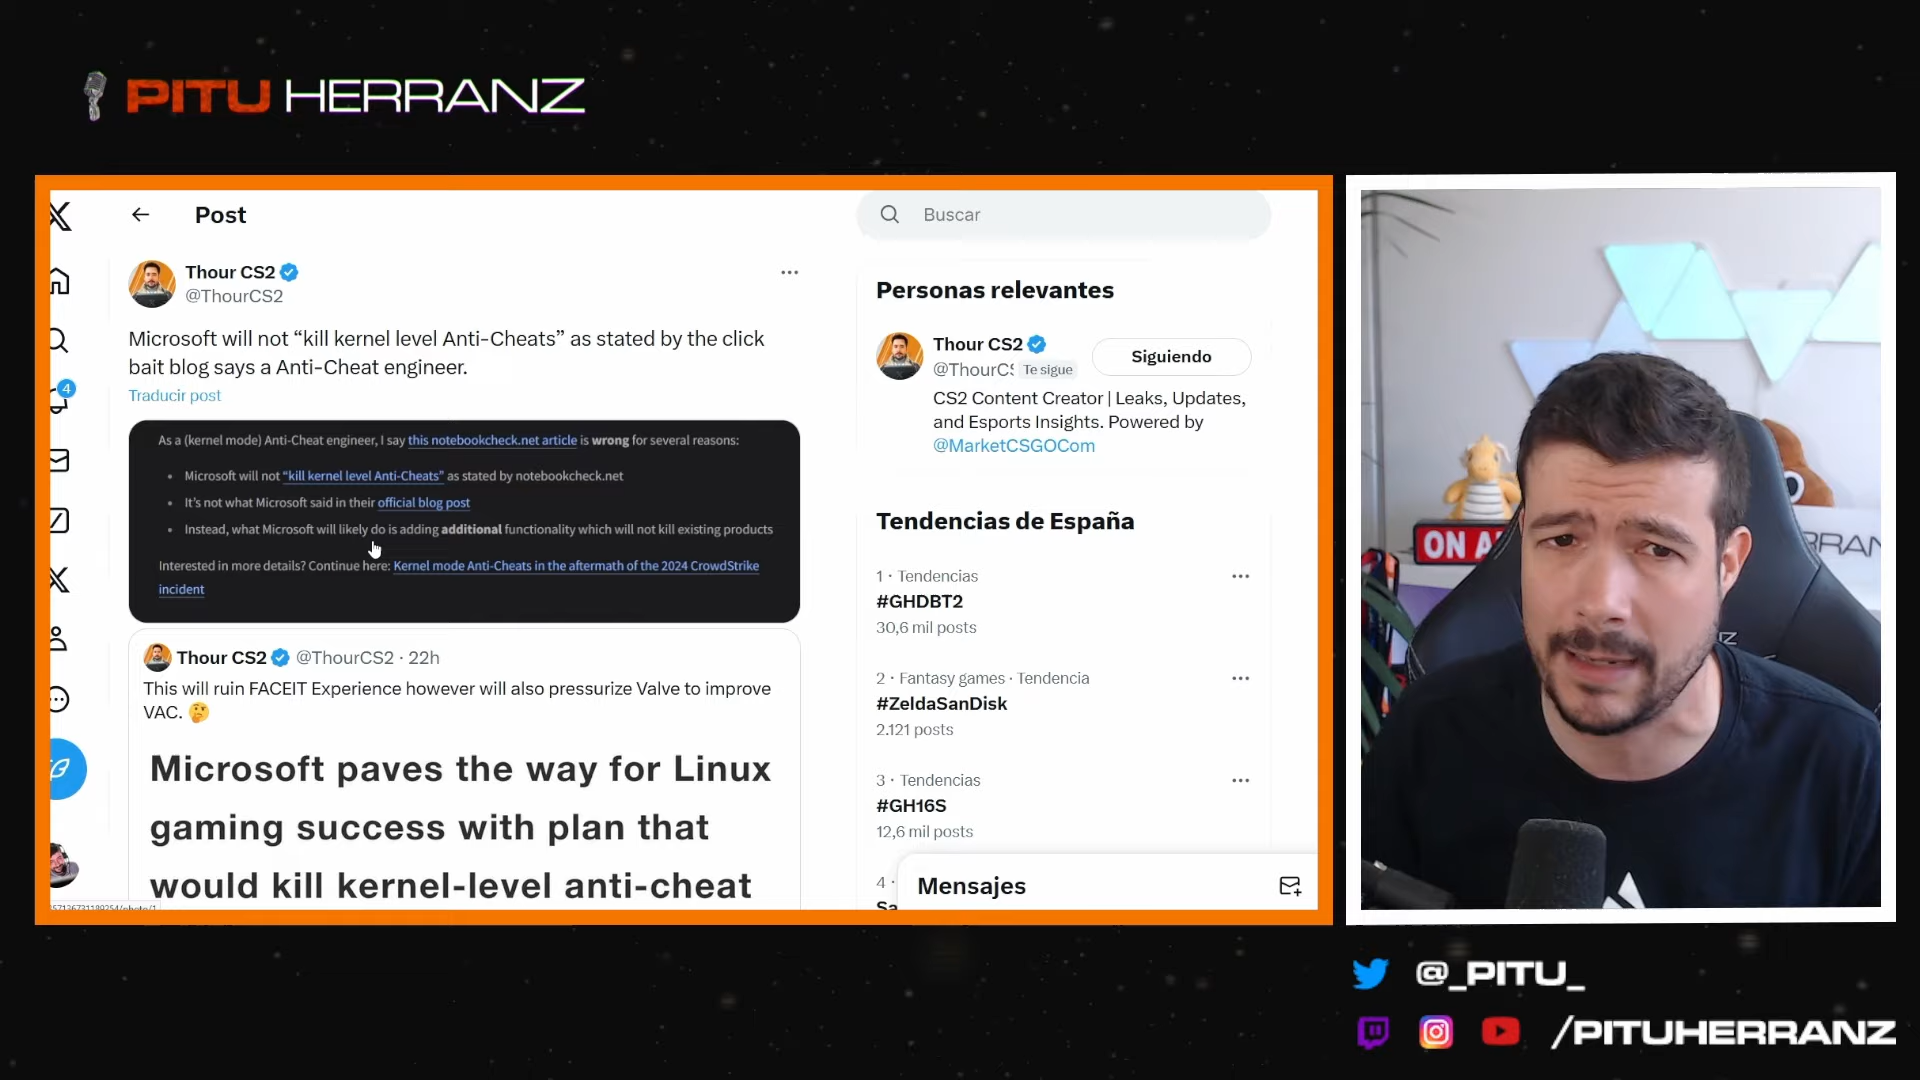 PITU HERRANZ
Post
Buscar
Thour CS2
@ThourCS2
Microsoft will not “kill kernel level Anti-Cheats” as stated by the click
bait blog says a Anti-Cheat engineer.
Traducir post
4
As a (kernel mode) Anti-Cheat engineer, I say this notebookcheck.net article is wrong for several reasons:
• Microsoft will not “kill kernel level Anti-Cheats” as stated by notebookcheck.net
• It’s not what Microsoft said in their official blog post
• Instead, what Microsoft will likely do is adding additional functionality which will not kill existing products
Interested in more details? Continue here: Kernel mode Anti-Cheats in the aftermath of the 2024 CrowdStrike
incident
Thour CS2 @ThourCS2 · 22h
This will ruin FACEIT Experience however will also pressurize Valve to improve
VAC. 🤔
Microsoft paves the way for Linux
gaming success with plan that
would kill kernel-level anti-cheat
Personas relevantes
Thour CS2
@ThourCS Te sigue
Siguiendo
CS2 Content Creator | Leaks, Updates,
and Esports Insights. Powered by
@MarketCSGOCom
Tendencias de España
1 · Tendencias
#GHDBT2
30,6 mil posts
2 · Fantasy games · Tendencia
#ZeldaSanDisk
2.121 posts
3 · Tendencias
#GH16S
12,6 mil posts
4 ·
Sa
Mensajes
ON A
@_PITU_
/PITUHERRANZ